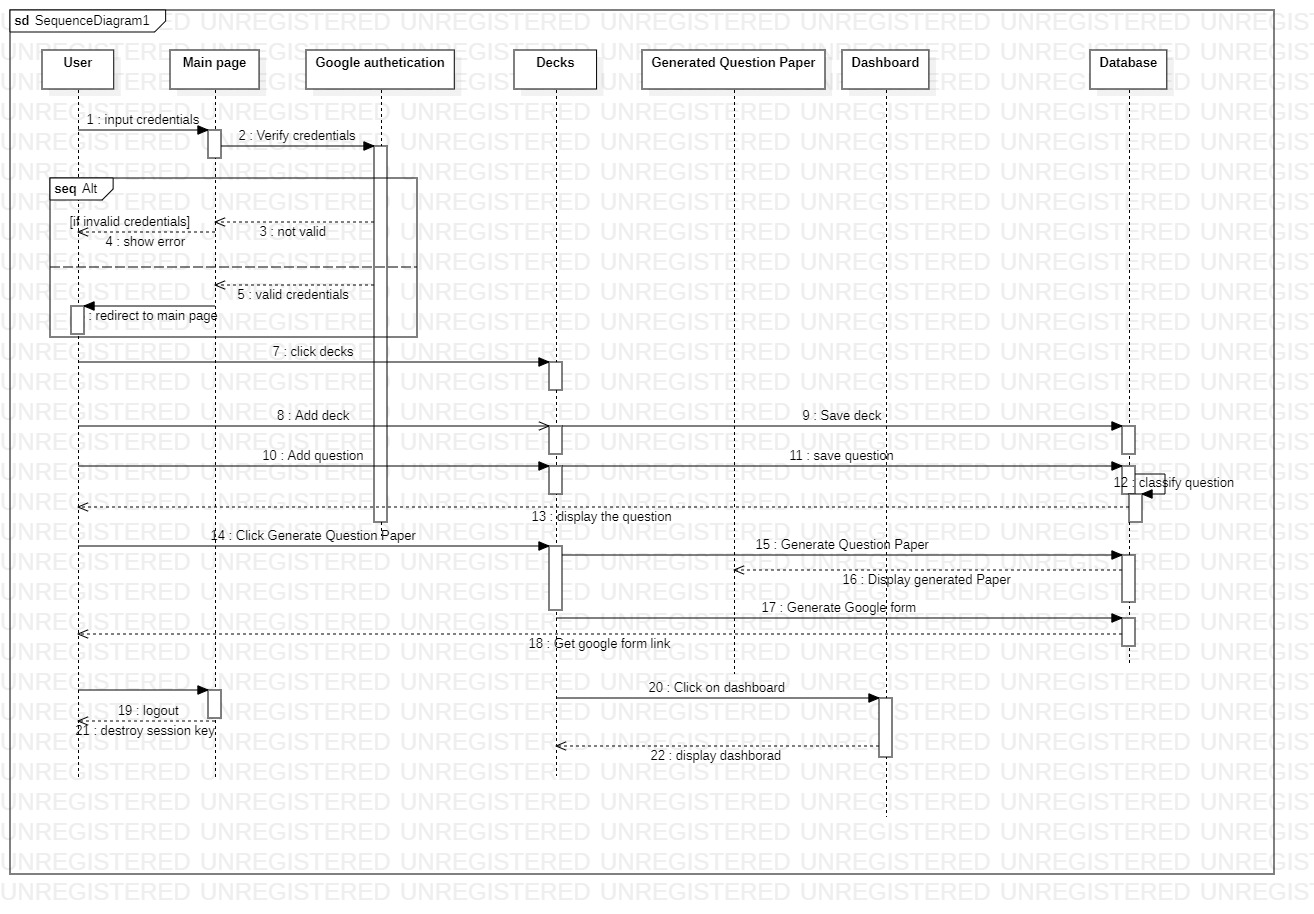 sd SequenceDiagram1
User
Main page
Google authetication
Decks
Generated Question Paper
Dashboard
Database
1 : input credentials
2 : Verify credentials
seq Alt
[if invalid credentials]
3 : not valid
4 : show error
5 : valid credentials
: redirect to main page
7 : click decks
8 : Add deck
9 : Save deck
10 : Add question
11 : save question
12 : classify question
13 : display the question
14 : Click Generate Question Paper
15 : Generate Question Paper
16 : Display generated Paper
17 : Generate Google form
18 : Get google form link
20 : Click on dashboard
19 : logout
21 : destroy session key
22 : display dashborad
UNREGISTERED